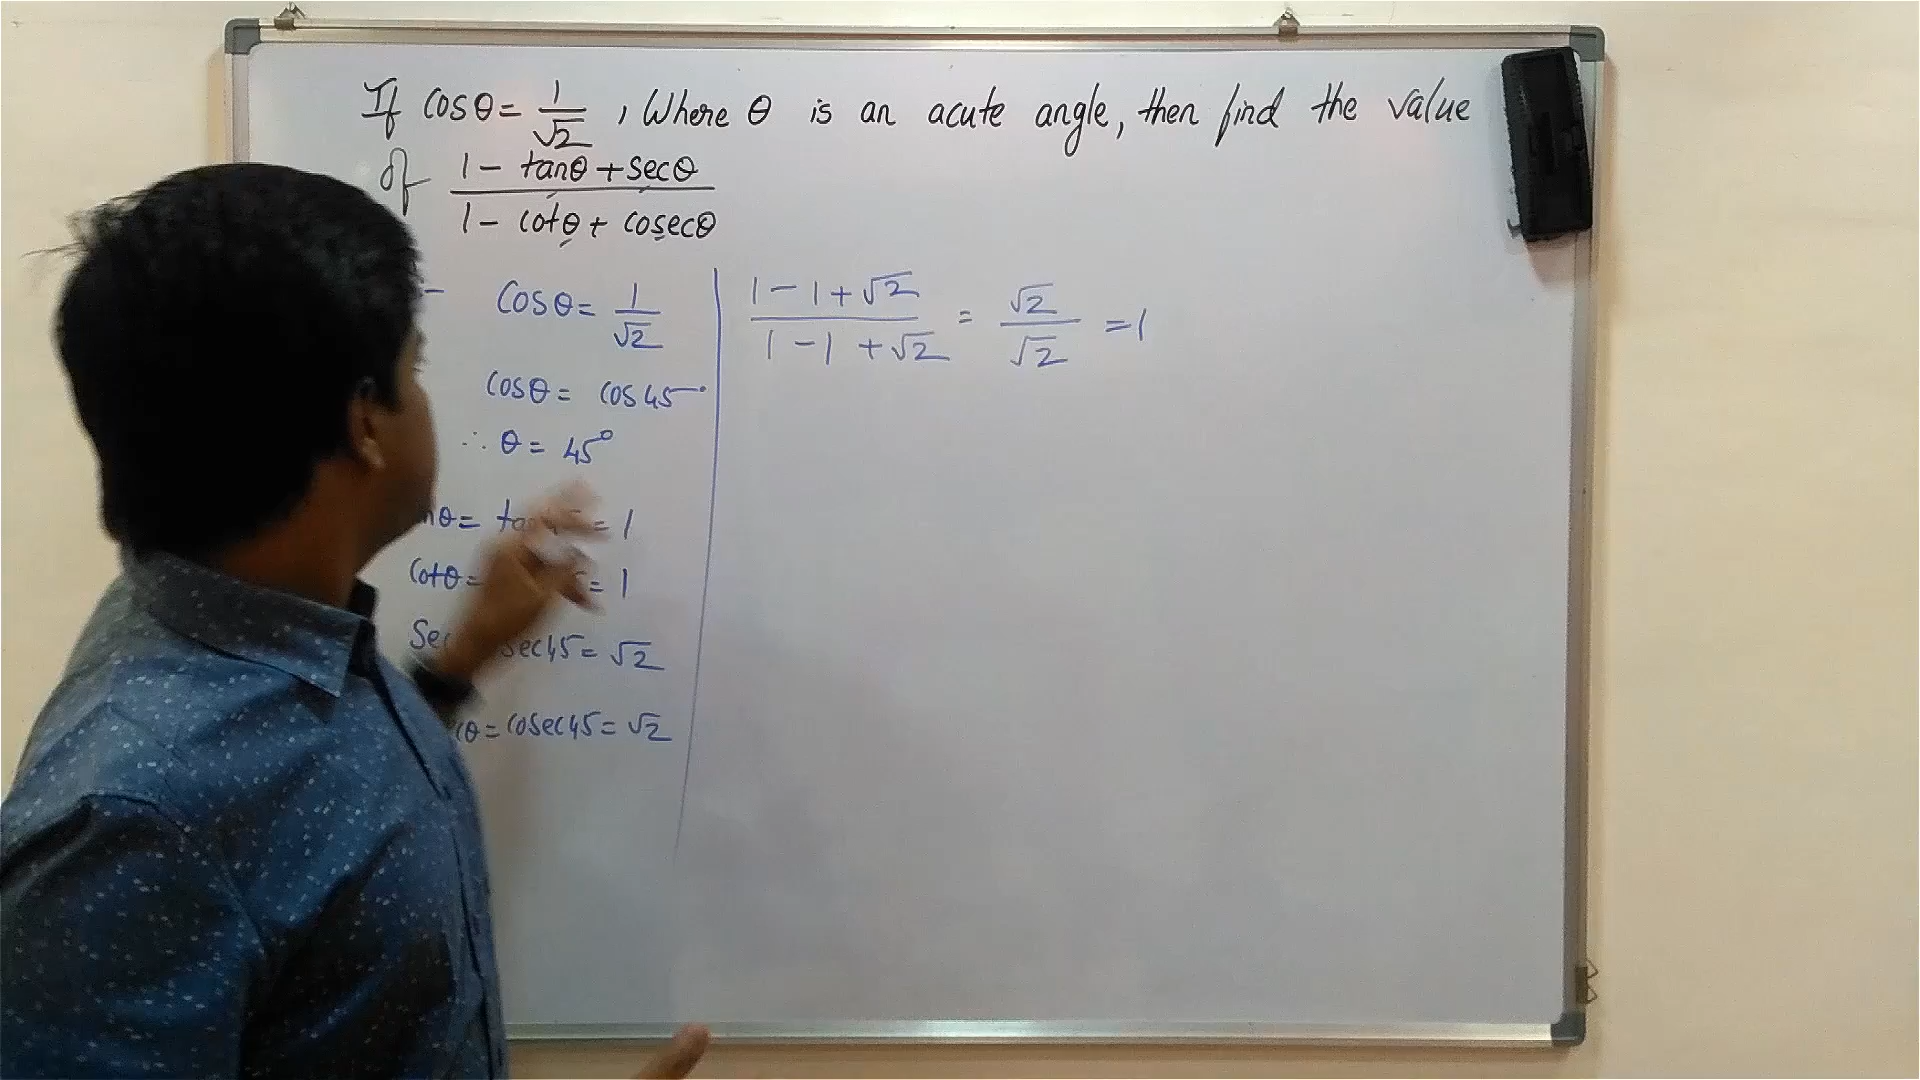 If cosθ = 1/√2 , Where θ is an acute angle, then find the value
Of (1 - tanθ + secθ)/(1 - cotθ + cosecθ)
- Cosθ = 1/√2
cosθ = cos45°
∴ θ = 45°
θ = = 1
Cotθ = = 1
sec45 = √2
θ = cosec45 = √2
(1 - 1 + √2)/(1 - 1 + √2) = √2/√2 = 1